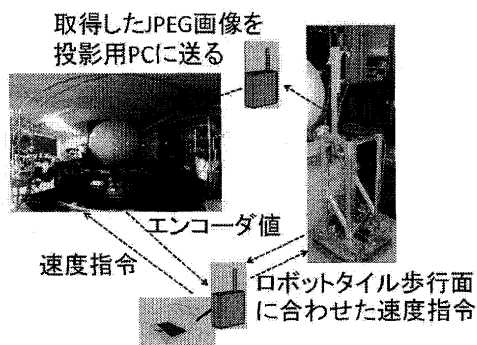 取得したJPEG画像を
投影用PCに送る
エンコーダ値
速度指令
ロボットタイル歩行面
に合わせた速度指令